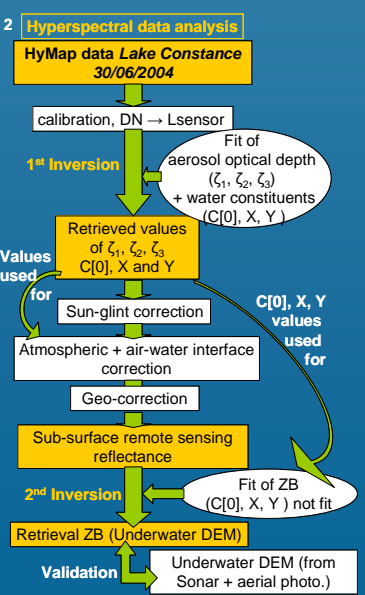 2 Hyperspectral data analysis
HyMap data Lake Constance
30/06/2004
calibration, DN → Lsensor
1st Inversion
Fit of
aerosol optical depth
(ζ₁, ζ₂, ζ₃)
+ water constituents
(C[0], X, Y )
Retrieved values
of ζ₁, ζ₂, ζ₃
C[0], X and Y
Values
used
for
Sun-glint correction
C[0], X, Y
values
used
for
Atmospheric + air-water interface
correction
Geo-correction
Sub-surface remote sensing
reflectance
2nd Inversion
Fit of ZB
(C[0], X, Y ) not fit
Retrieval ZB (Underwater DEM)
Validation
Underwater DEM (from
Sonar + aerial photo.)